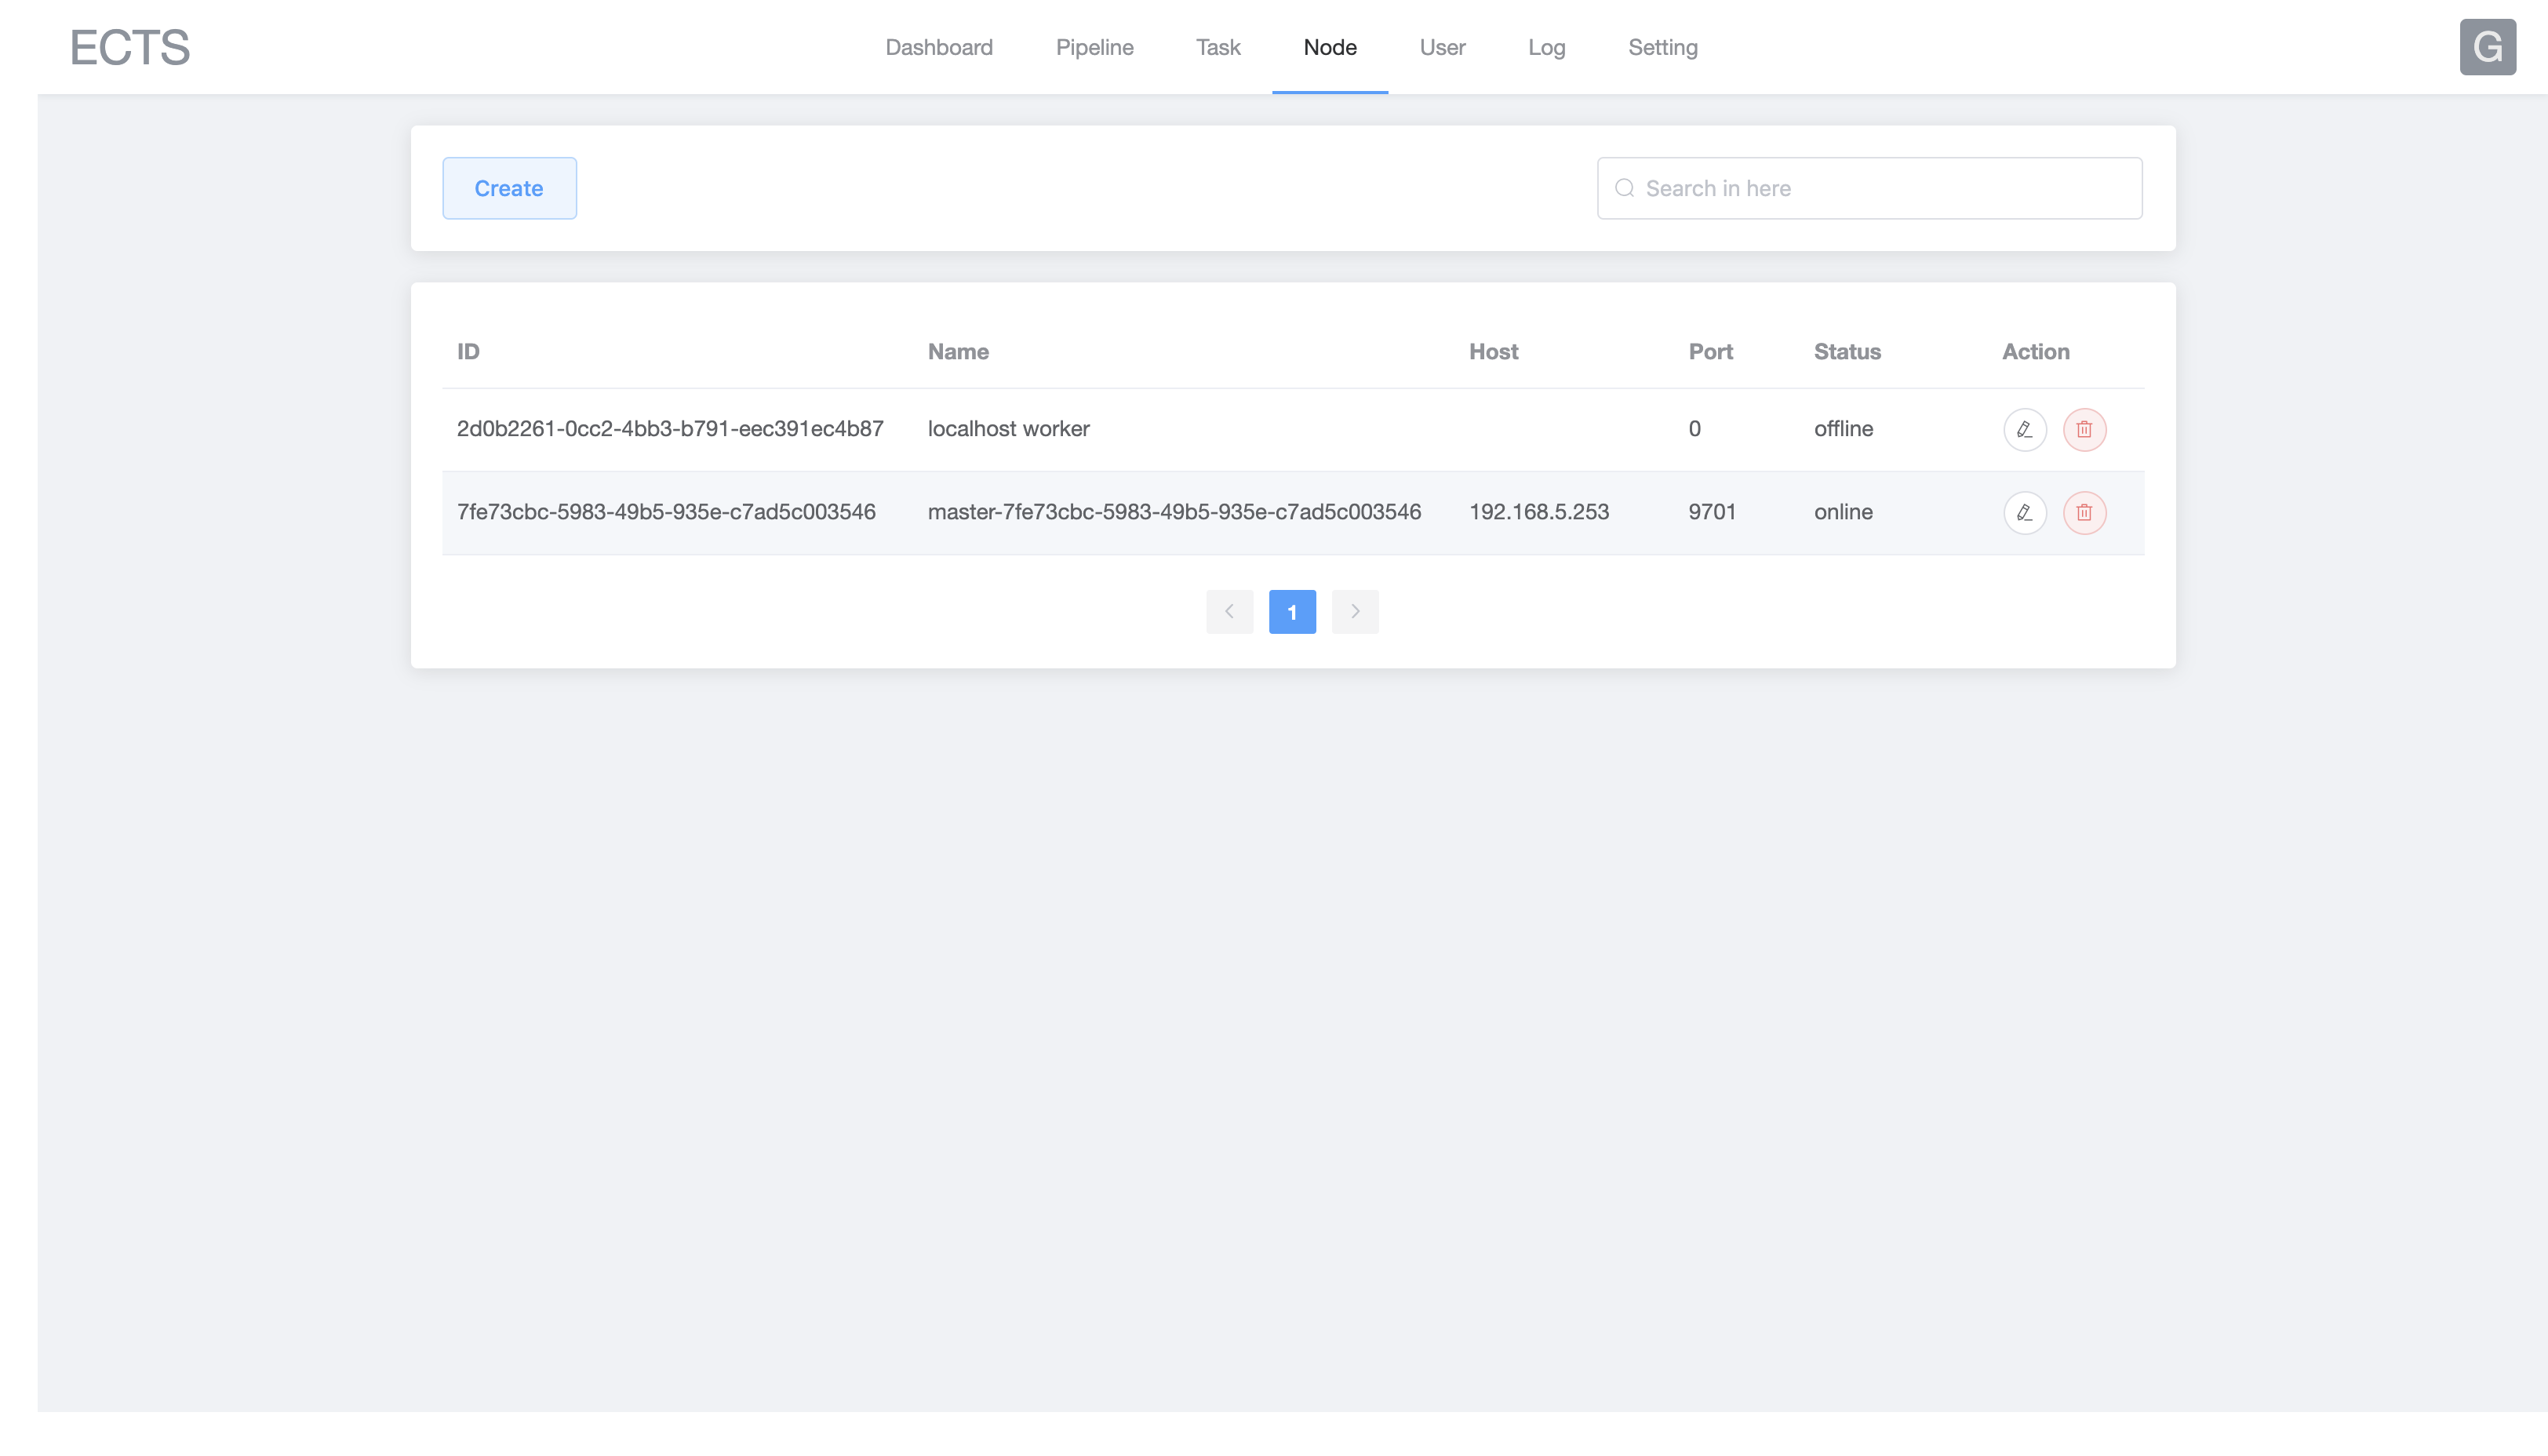 ECTS Dashboard Pipeline Task Node User Log Setting G
Create Search in here
ID Name Host Port Status Action
2d0b2261-0cc2-4bb3-b791-eec391ec4b87 localhost worker 0 offline
7fe73cbc-5983-49b5-935e-c7ad5c003546 master-7fe73cbc-5983-49b5-935e-c7ad5c003546 192.168.5.253 9701 online
1